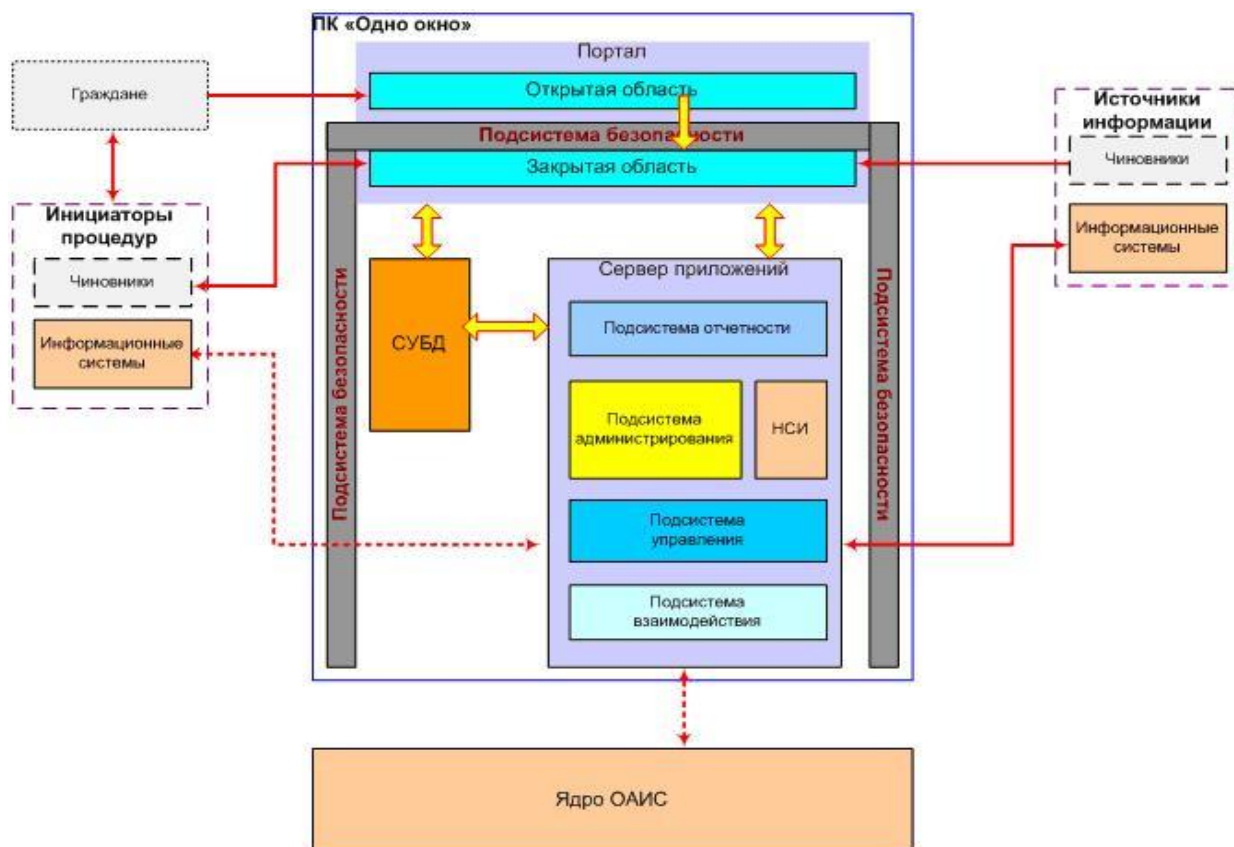 ПК «Одно окно»
Портал
Открытая область
Подсистема безопасности
Закрытая область
Граждане
Инициаторы
процедур
Чиновники
Информационные
системы
Источники
информации
Чиновники
Информационные
системы
Подсистема безопасности
СУБД
Сервер приложений
Подсистема отчетности
Подсистема
администрирования
НСИ
Подсистема
управления
Подсистема
взаимодействия
Подсистема безопасности
Ядро ОАИС